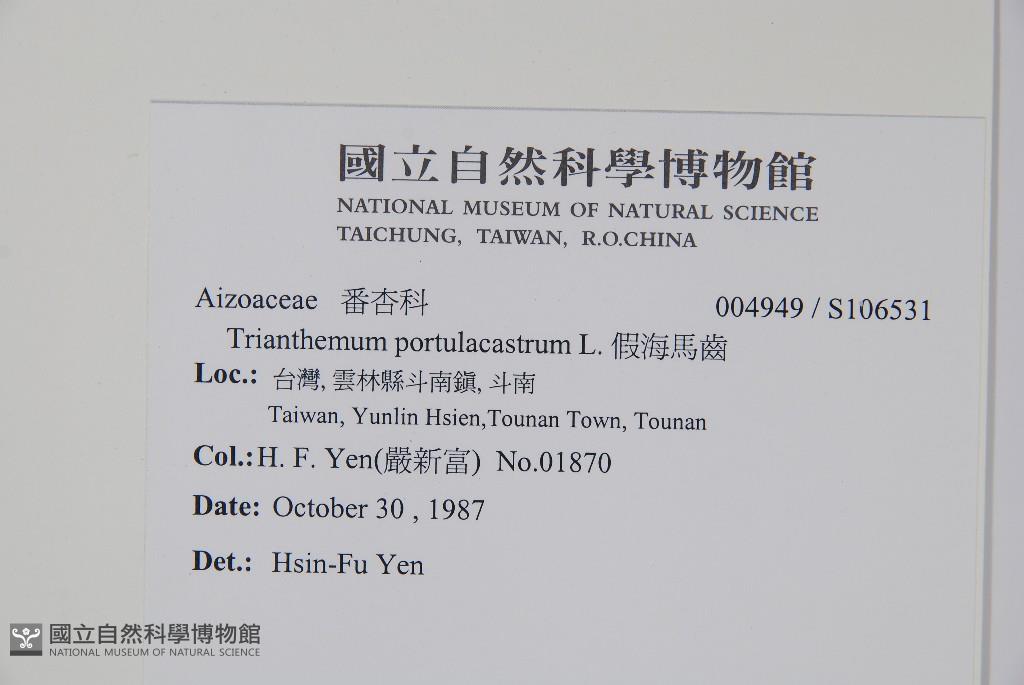 國立自然科學博物館
NATIONAL MUSEUM OF NATURAL SCIENCE
TAICHUNG, TAIWAN, R.O.CHINA
Aizoaceae 番杏科 004949 / S106531
Trianthemum portulacastrum L. 假海馬齒
Loc.: 台灣, 雲林縣斗南鎮, 斗南
Taiwan, Yunlin Hsien,Tounan Town, Tounan
Col.:H. F. Yen(嚴新富) No.01870
Date: October 30 , 1987
Det.: Hsin-Fu Yen
國立自然科學博物館
NATIONAL MUSEUM OF NATURAL SCIENCE